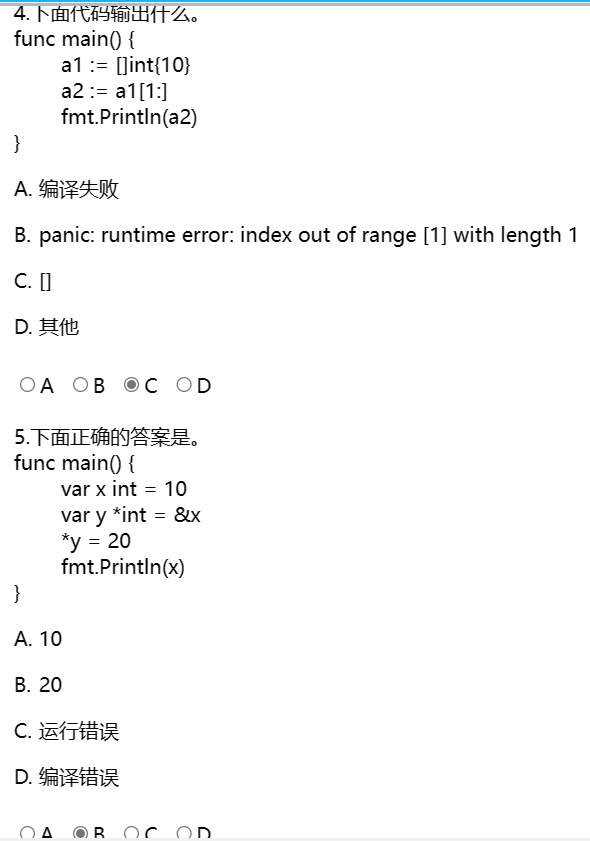 4.下面代码输出什么。
func main() {
a1 := []int{10}
a2 := a1[1:]
fmt.Println(a2)
}
A. 编译失败
B. panic: runtime error: index out of range [1] with length 1
C. []
D. 其他
A B C D
5.下面正确的答案是。
func main() {
var x int = 10
var y *int = &x
*y = 20
fmt.Println(x)
}
A. 10
B. 20
C. 运行错误
D. 编译错误
A B C D